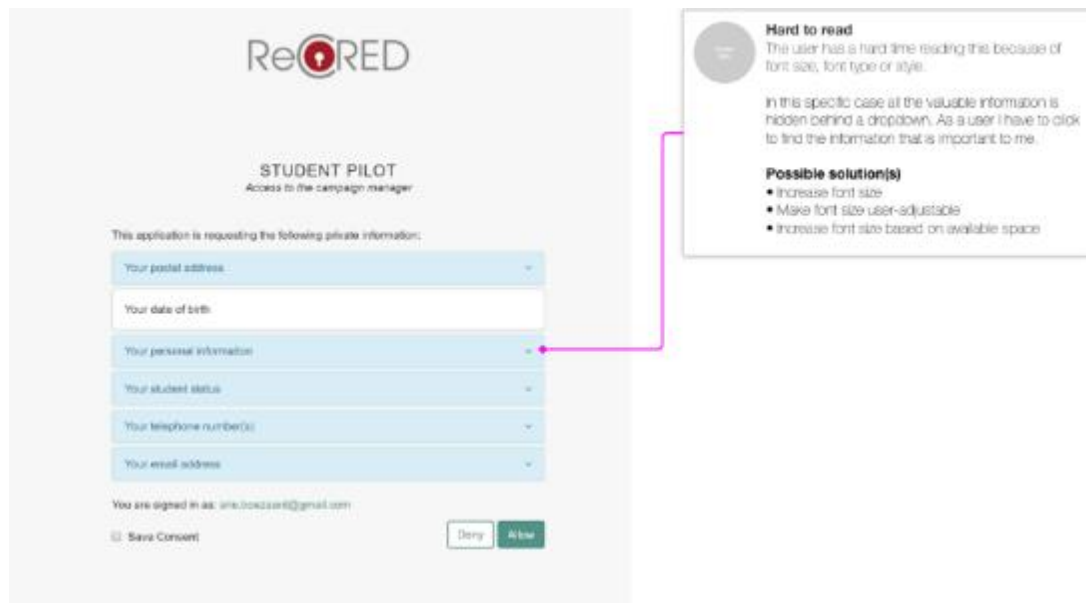 ReCRED
STUDENT PILOT
Access to the campaign manager
This application is requesting the following private information:
Your postal address
Your date of birth
Your personal information
Your student status
Your telephone number(s)
Your email address
You are signed in as:
Save Consent
Deny
Allow
Hard to read
The user has a hard time reading this because of
font size, font type or style.
In this specific case all the valuable information is
hidden behind a dropdown. As a user I have to click
to find the information that is important to me.
Possible solution(s)
• Increase font size
• Make font size user-adjustable
• Increase font size based on available space